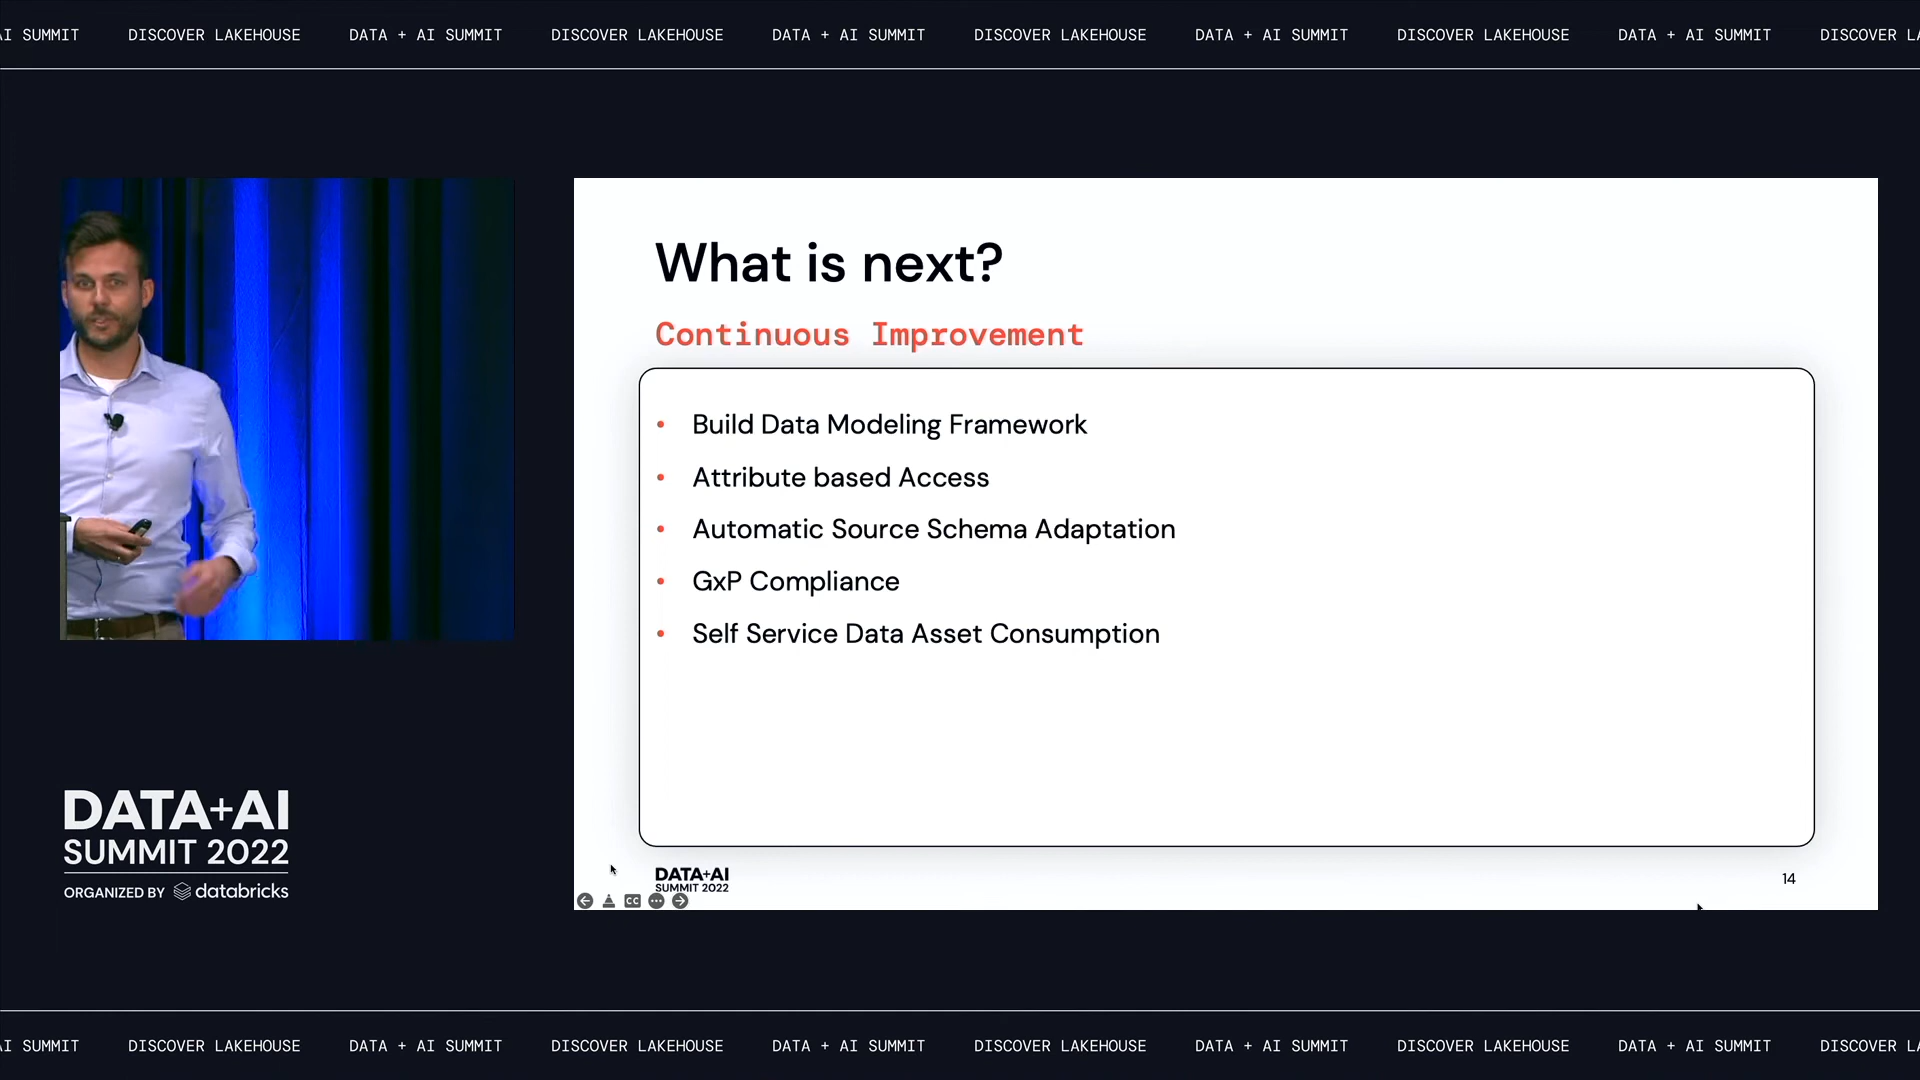 AI SUMMIT DISCOVER LAKEHOUSE DATA + AI SUMMIT DISCOVER LAKEHOUSE DATA + AI SUMMIT DISCOVER LAKEHOUSE DATA + AI SUMMIT DISCOVER LAKEHOUSE DATA + AI SUMMIT DISCOVER LA
What is next?
Continuous Improvement
• Build Data Modeling Framework
• Attribute based Access
• Automatic Source Schema Adaptation
• GxP Compliance
• Self Service Data Asset Consumption
DATA+AI
SUMMIT 2022
14
CC
DATA+AI
SUMMIT 2022
ORGANIZED BY databricks
AI SUMMIT DISCOVER LAKEHOUSE DATA + AI SUMMIT DISCOVER LAKEHOUSE DATA + AI SUMMIT DISCOVER LAKEHOUSE DATA + AI SUMMIT DISCOVER LAKEHOUSE DATA + AI SUMMIT DISCOVER LA